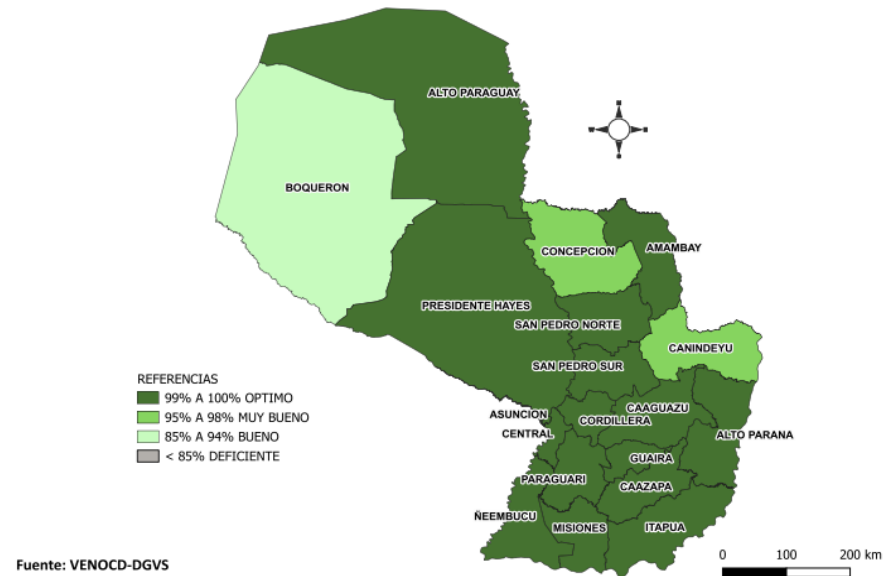 ALTO PARAGUAY
BOQUERON
CONCEPCION
AMAMBAY
PRESIDENTE HAYES
SAN PEDRO NORTE
CANINDEYU
SAN PEDRO SUR
REFERENCIAS
99% A 100% OPTIMO
95% A 98% MUY BUENO
85% A 94% BUENO
< 85% DEFICIENTE
ASUNCION
CAAGUAZU
CORDILLERA
CENTRAL
ALTO PARANA
GUAIRA
PARAGUARI
CAAZAPA
ÑEEMBUCU
MISIONES
ITAPUA
0 100 200 km
Fuente: VENOCD-DGVS